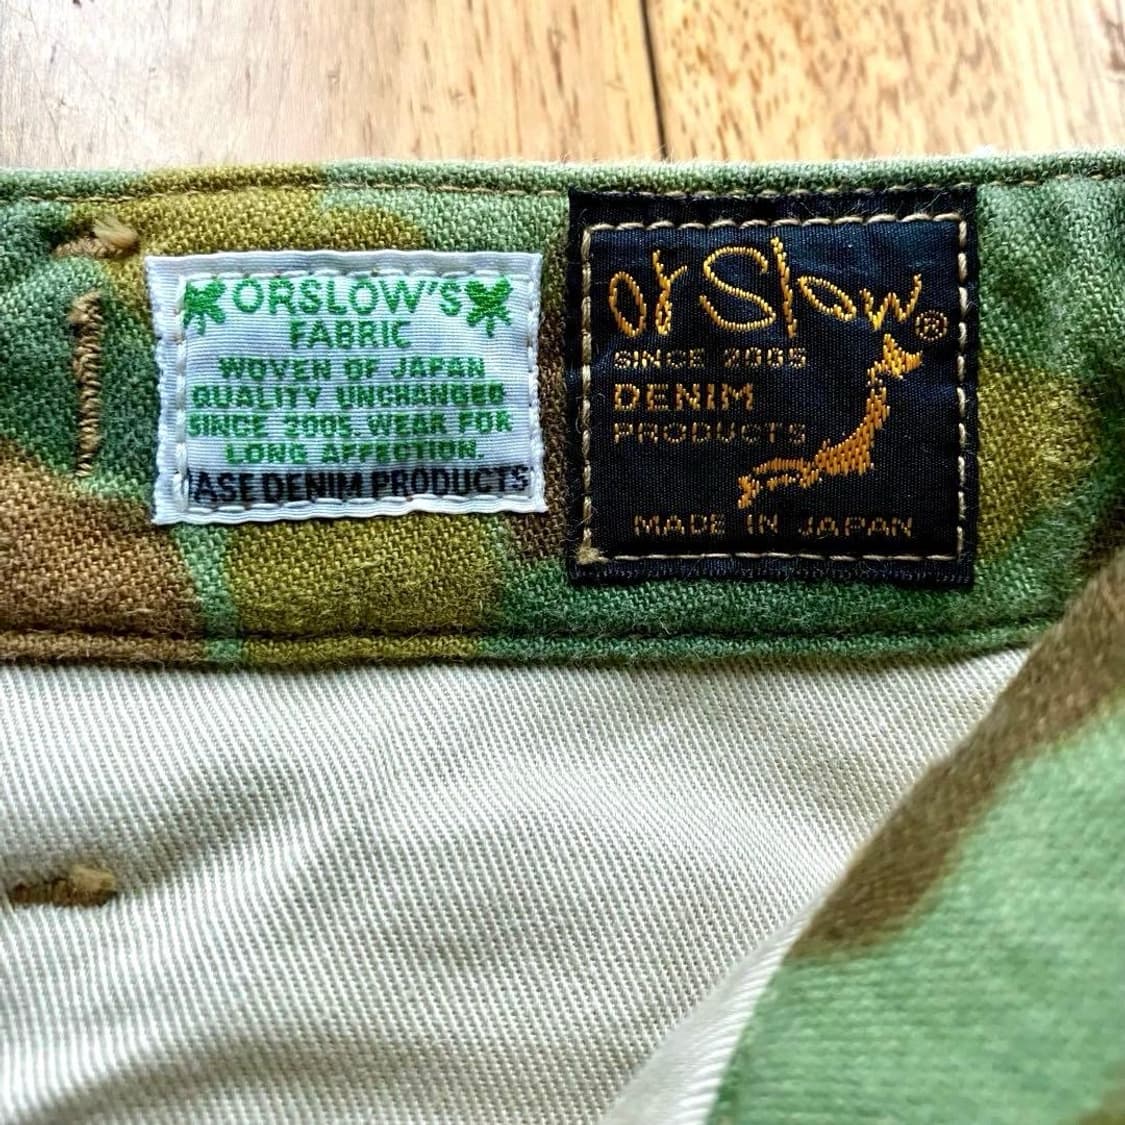 ORSLOW'S
FABRIC
WOVEN OF JAPAN
QUALITY UNCHANGED
SINCE 2005. WEAR FOR
LONG AFFECTION.
ASE DENIM PRODUCTS
or Slow ®
SINCE 2005
DENIM
PRODUCTS
MADE IN JAPAN